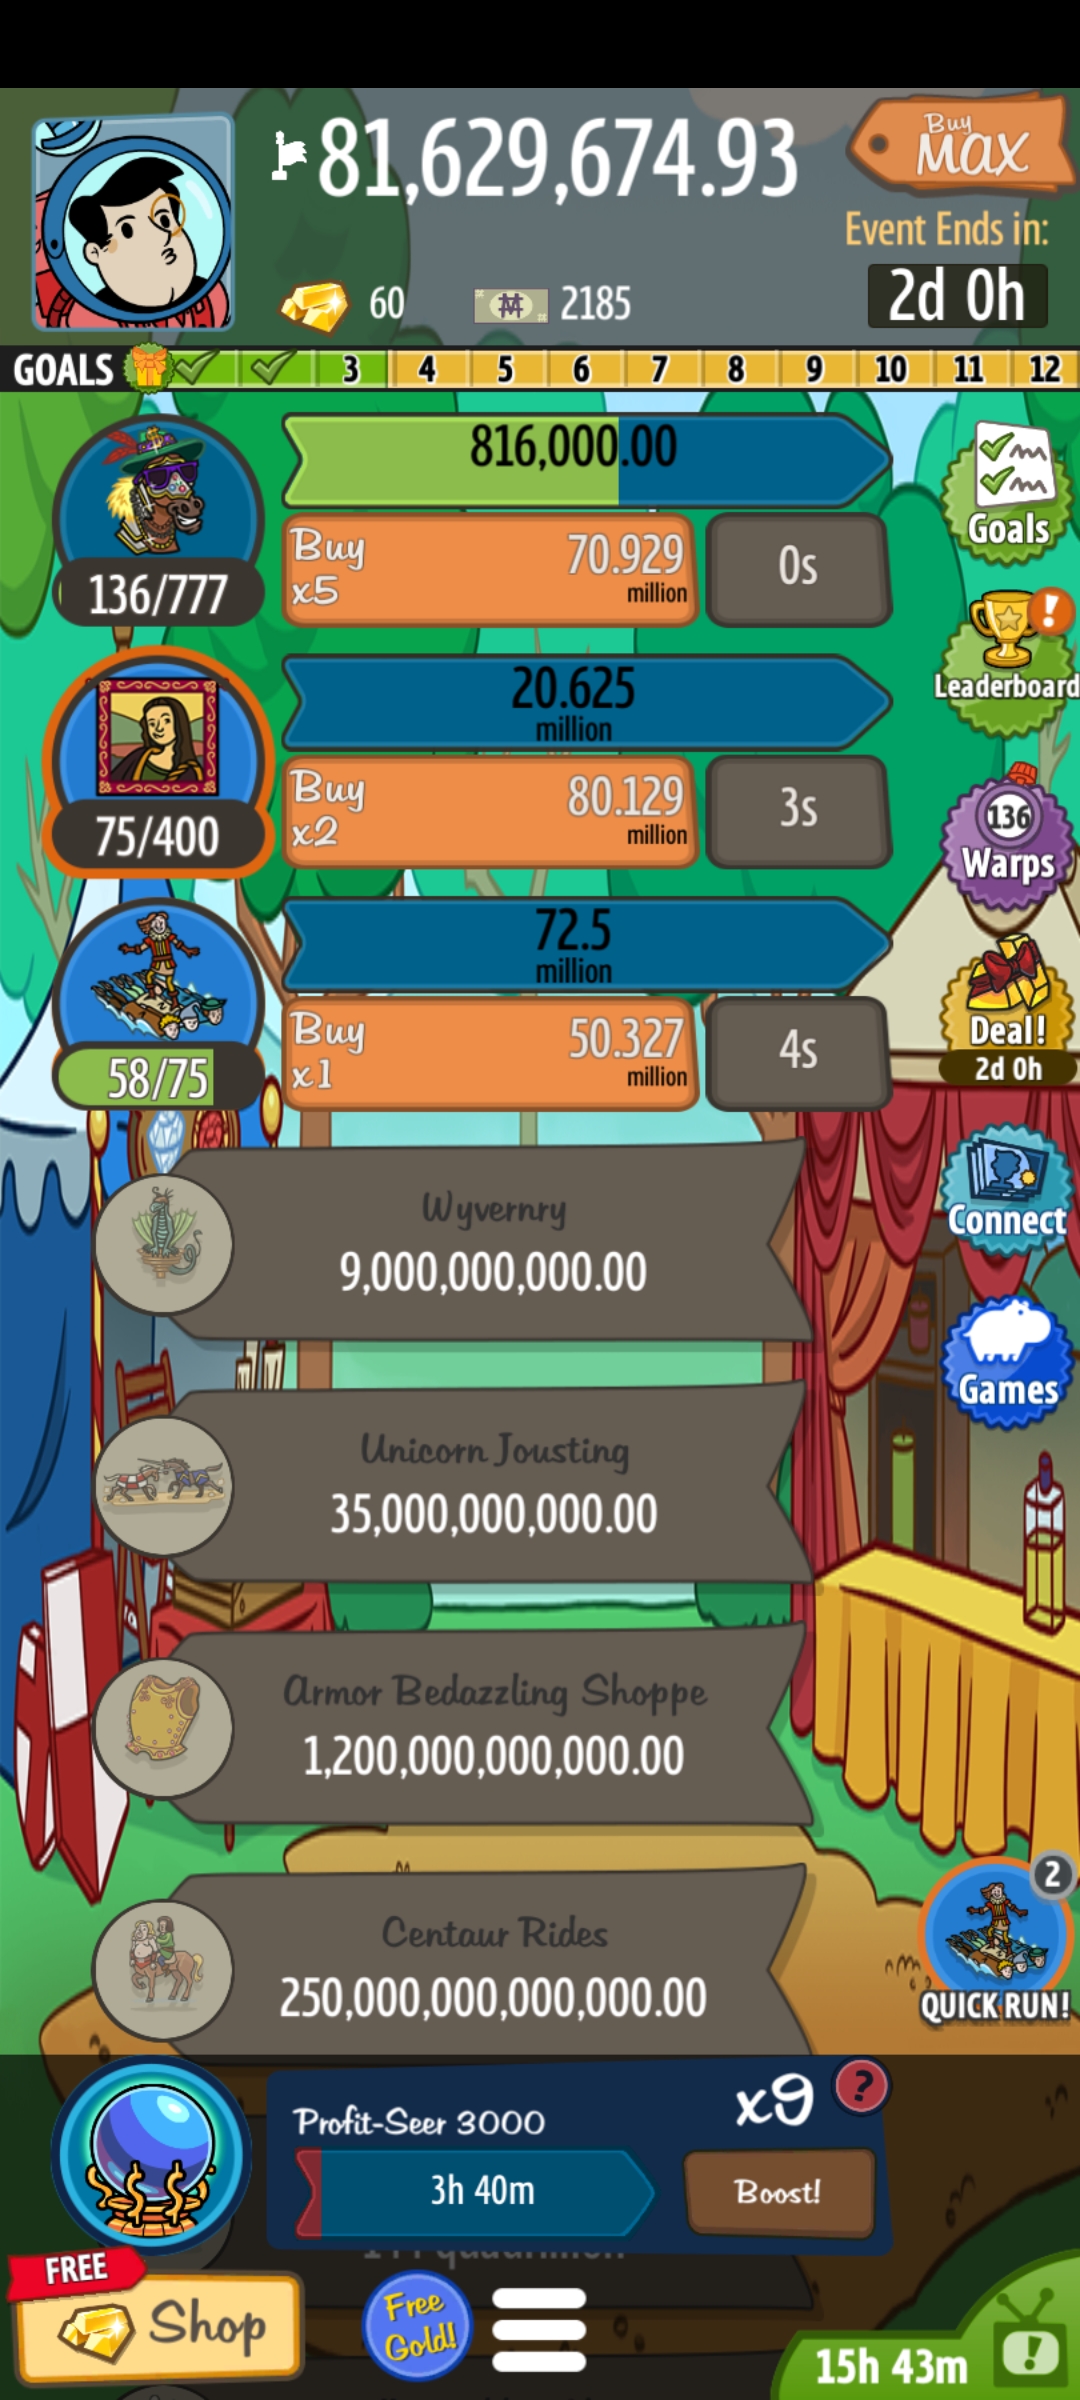 81,629,674.93
Buy
MAX
Event Ends in:
60
2185
2d 0h
GOALS 3 4 5 6 7 8 9 10 11 12
816,000.00
Buy
x5
70.929
million
0s
136/777
Goals
20.625
million
Leaderboard
Buy
x2
80.129
million
3s
75/400
136
Warps
72.5
million
Buy
x1
50.327
million
4s
58/75
Deal!
2d 0h
Wyvernry
9,000,000,000.00
Connect
Unicorn Jousting
35,000,000,000.00
Games
Armor Bedazzling Shoppe
1,200,000,000,000.00
Centaur Rides
250,000,000,000,000.00
2
QUICK RUN!
Profit-Seer 3000
x9
?
3h 40m
Boost!
FREE
Shop
Free
Gold!
15h 43m